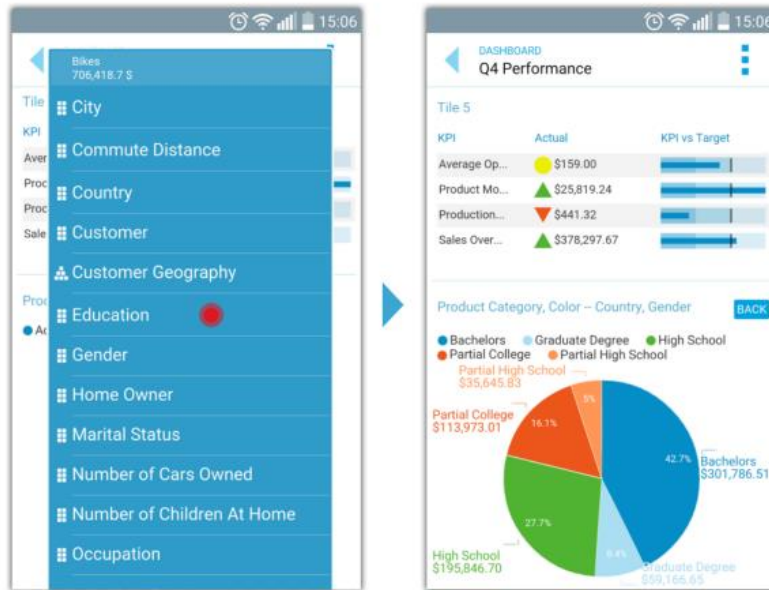 15:06
Bikes
706,418.7 $
Tile
City
KPI
Commute Distance
Aver
Proc
Country
Proc
Customer
Sale
Customer Geography
Proc
Education
Ac
Gender
Home Owner
Marital Status
Number of Cars Owned
Number of Children At Home
Occupation
15:06
DASHBOARD
Q4 Performance
Tile 5
KPI Actual KPI vs Target
Average Op... $159.00
Product Mo... $25,819.24
Production... $441.32
Sales Over... $378,297.67
Product Category, Color -- Country, Gender BACK
Bachelors Graduate Degree High School
Partial College Partial High School
Partial High School
$35,645.83
5%
Partial College
$113,973.01
16.1%
42.7%
Bachelors
$301,786.51
27.7%
High School
$195,846.70
8.4%
Graduate Degree
$59,166.65